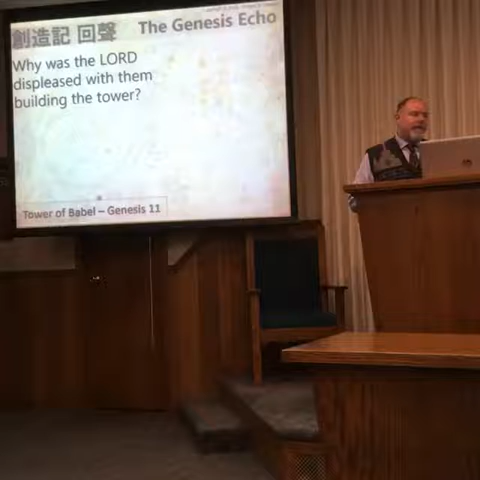 創造記 回聲 The Genesis Echo
Why was the LORD
displeased with them
building the tower?
Tower of Babel – Genesis 11